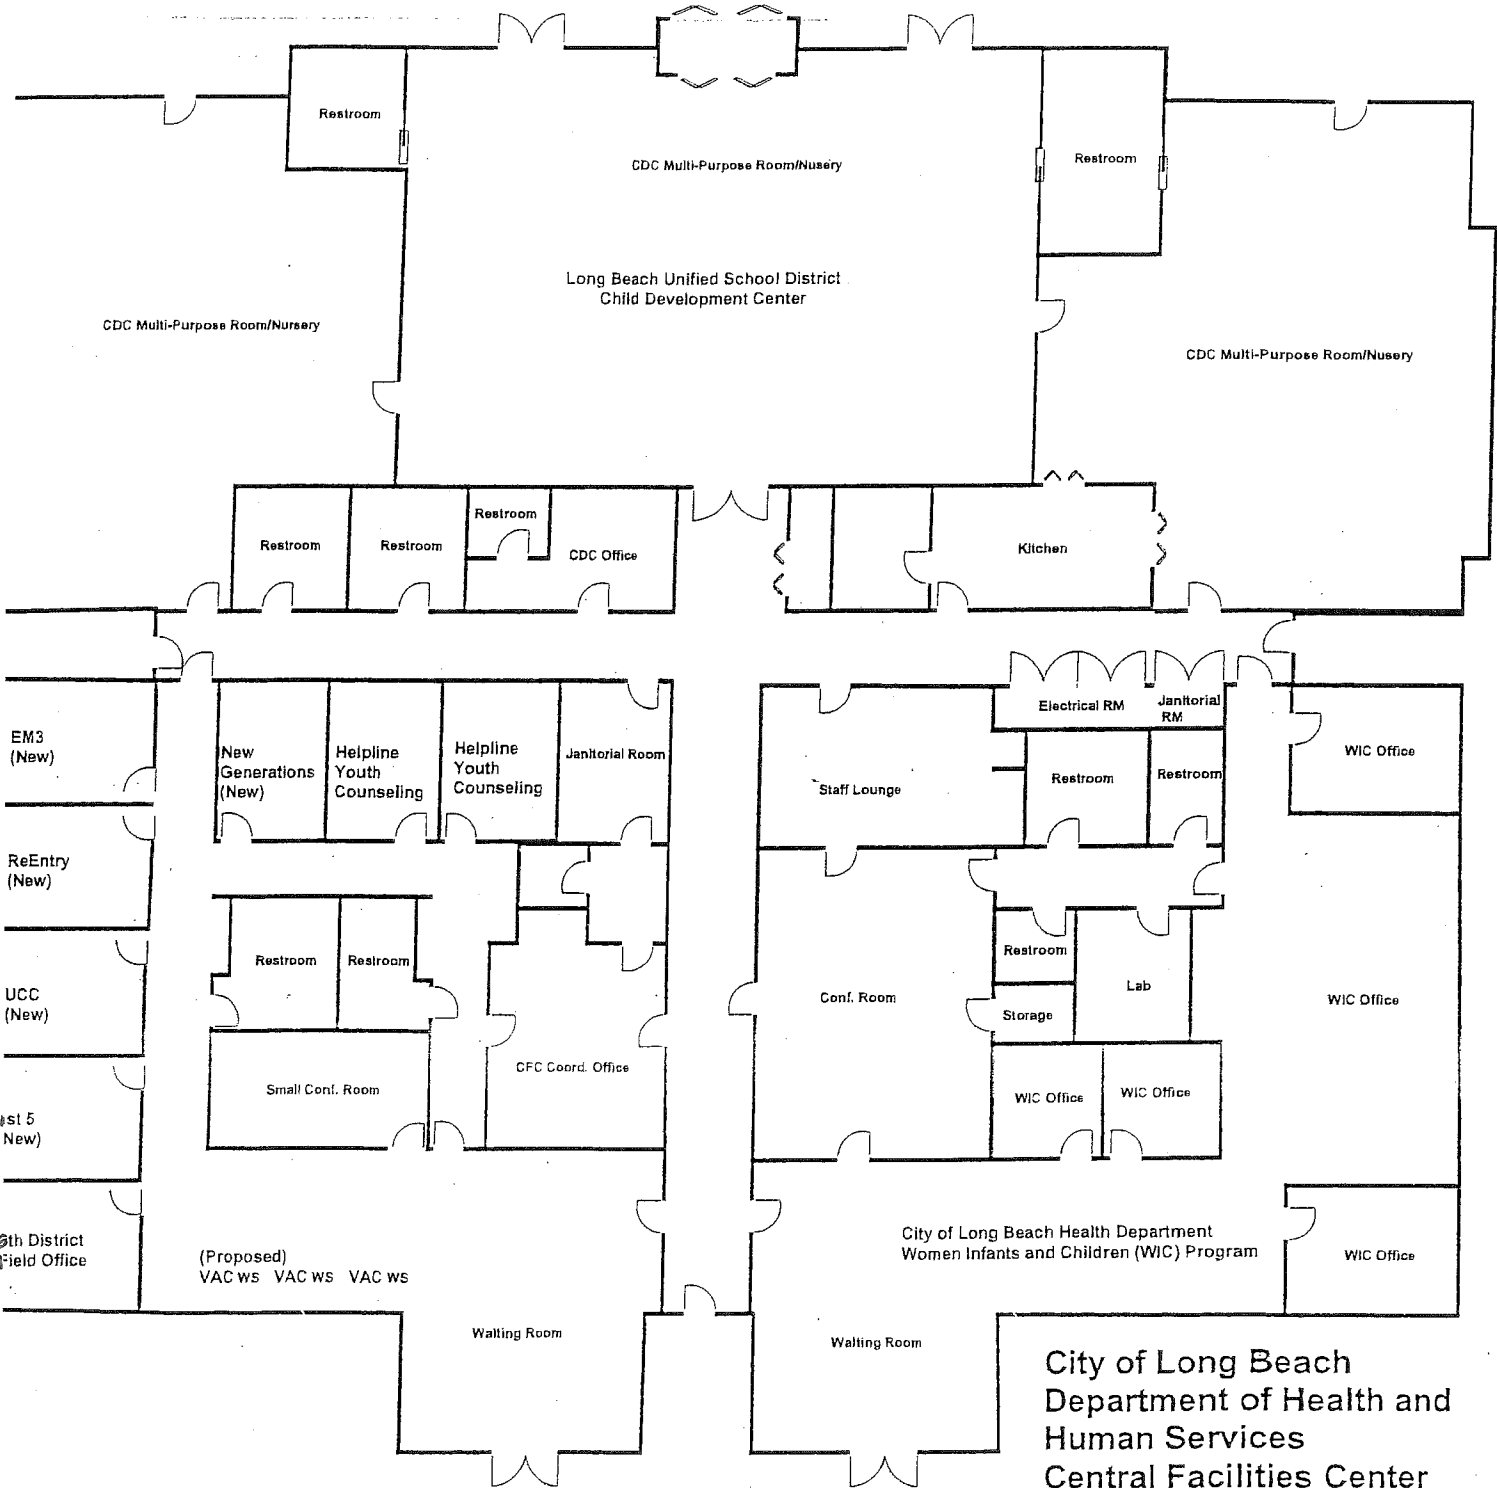 Restroom
CDC Multi-Purpose Room/Nusery
Restroom
Long Beach Unified School District
Child Development Center
CDC Multi-Purpose Room/Nursery
CDC Multi-Purpose Room/Nusery
Restroom
Restroom
Restroom
CDC Office
Kitchen
EM3
(New)
New
Generations
(New)
Helpline
Youth
Counseling
Helpline
Youth
Counseling
Janitorial Room
Electrical RM
Janitorial
RM
Staff Lounge
Restroom
Restroom
WIC Office
ReEntry
(New)
Restroom
Restroom
Restroom
Lab
UCC
(New)
Conf. Room
Storage
WIC Office
CFC Coord. Office
Small Conf. Room
WIC Office
WIC Office
st 5
New)
6th District
Field Office
(Proposed)
VAC ws VAC ws VAC ws
City of Long Beach Health Department
Women Infants and Children (WIC) Program
WIC Office
Waiting Room
Waiting Room
City of Long Beach
Department of Health and
Human Services
Central Facilities Center